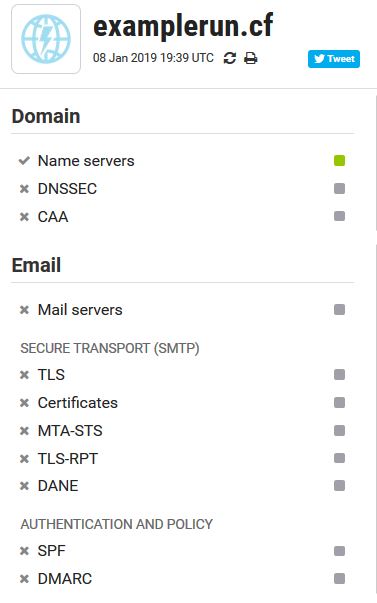 examplerun.cf
08 Jan 2019 19:39 UTC
Tweet
Domain
Name servers
DNSSEC
CAA
Email
Mail servers
SECURE TRANSPORT (SMTP)
TLS
Certificates
MTA-STS
TLS-RPT
DANE
AUTHENTICATION AND POLICY
SPF
DMARC